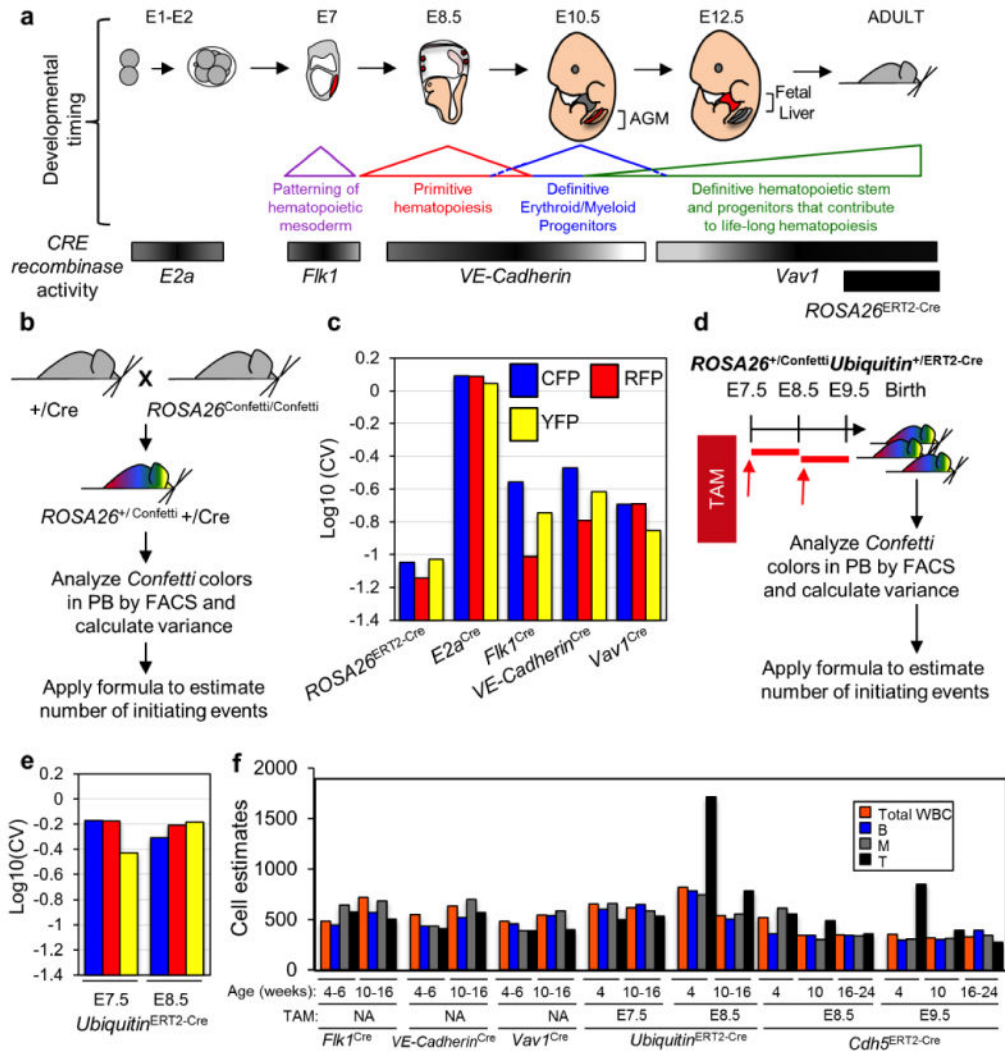 a
E1-E2 E7 E8.5 E10.5 E12.5 ADULT
Developmental timing
AGM
Fetal
Liver
Patterning of
hematopoietic
mesoderm
Primitive
hematopoiesis
Definitive
Erythroid/Myeloid
Progenitors
Definitive hematopoietic stem
and progenitors that contribute
to life-long hematopoiesis
CRE
recombinase
activity
E2a
Flk1
VE-Cadherin
Vav1
ROSA26ERT2-Cre
b
X
+/Cre
ROSA26Confetti/Confetti
ROSA26+/ Confetti +/Cre
Analyze Confetti colors
in PB by FACS and
calculate variance
Apply formula to estimate
number of initiating events
c
Log10 (CV)
0.2
0
-0.2
-0.4
-0.6
-0.8
-1
-1.2
-1.4
CFP
RFP
YFP
ROSA26ERT2-Cre
E2aCre
Flk1Cre
VE-CadherinCre
Vav1Cre
d
ROSA26+/ConfettiUbiquitin+/ERT2-Cre
E7.5 E8.5 E9.5 Birth
TAM
Analyze Confetti
colors in PB by FACS
and calculate variance
Apply formula to estimate
number of initiating events
e
Log10(CV)
0.2
0
-0.2
-0.4
-0.6
-0.8
-1
-1.2
-1.4
E7.5 E8.5
UbiquitinERT2-Cre
f
Cell estimates
2000
1500
1000
500
0
Total WBC
B
M
T
Age (weeks): 4-6 10-16 4-6 10-16 4-6 10-16 4 10-16 4 10-16 4 10 16-24 4 10 16-24
TAM: NA NA NA E7.5 E8.5 E8.5 E9.5
Flk1Cre VE-CadherinCre Vav1Cre UbiquitinERT2-Cre Cdh5ERT2-Cre